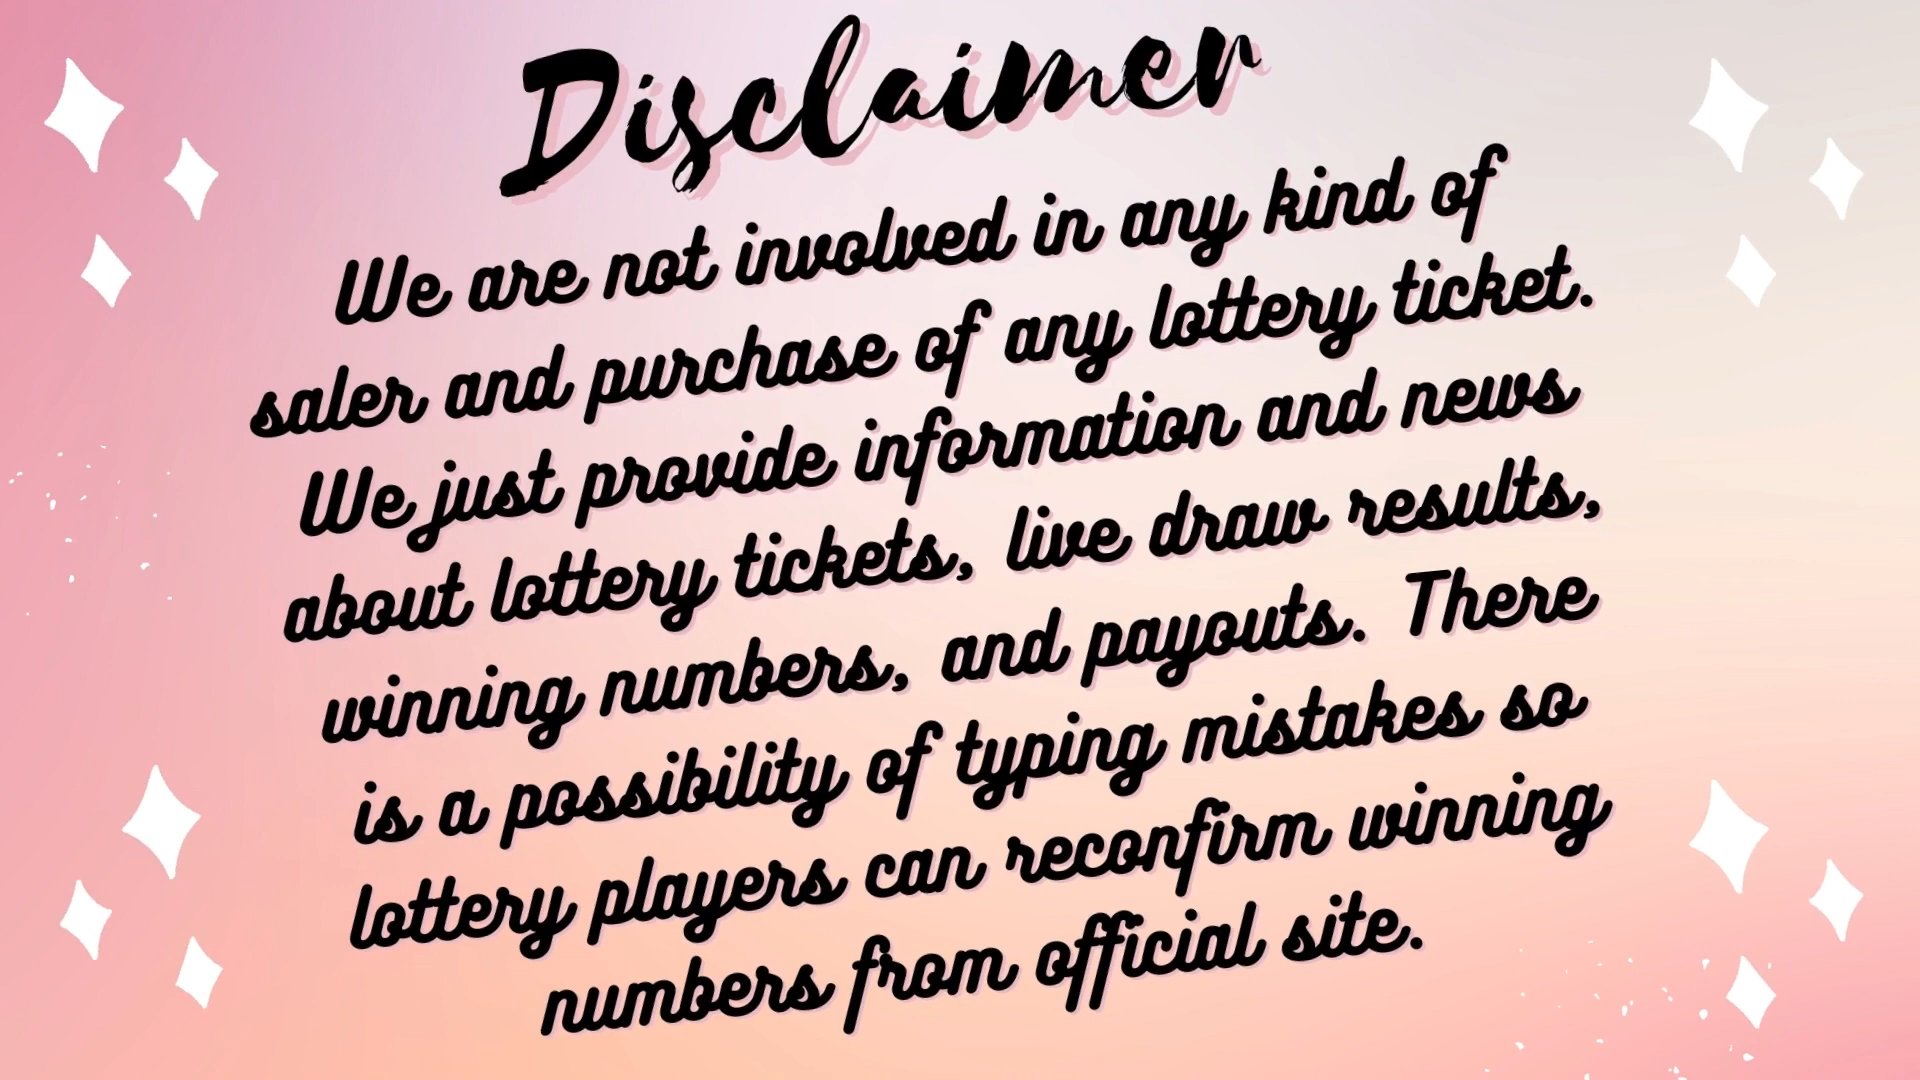 Disclaimer
We are not involved in any kind of
saler and purchase of any lottery ticket.
We just provide information and news
about lottery tickets, live draw results,
winning numbers, and payouts. There
is a possibility of typing mistakes so
lottery players can reconfirm winning
numbers from official site.